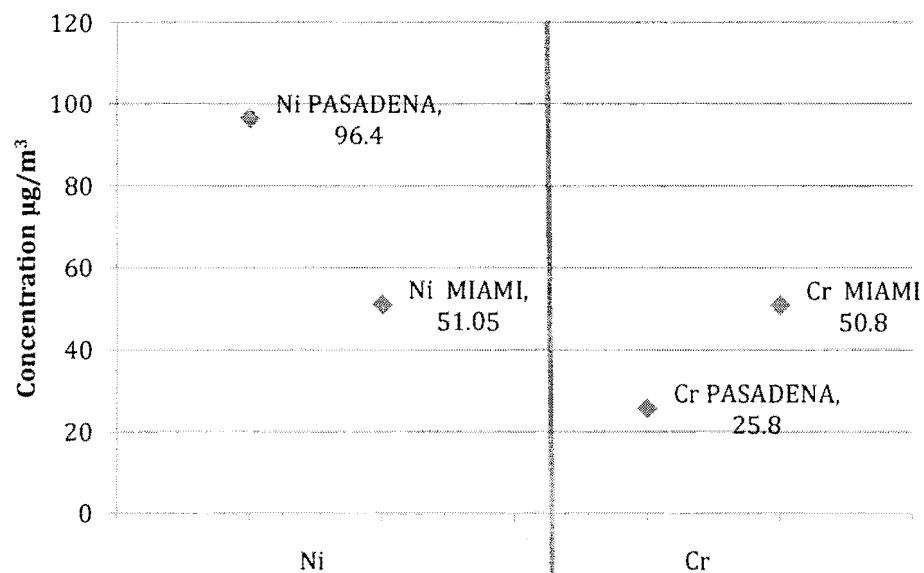 120
100
80
60
40
20
0
Concentration µg/m³
Ni PASADENA,
96.4
Ni MIAMI,
51.05
Cr MIAMI
50.8
Cr PASADENA,
25.8
Ni
Cr